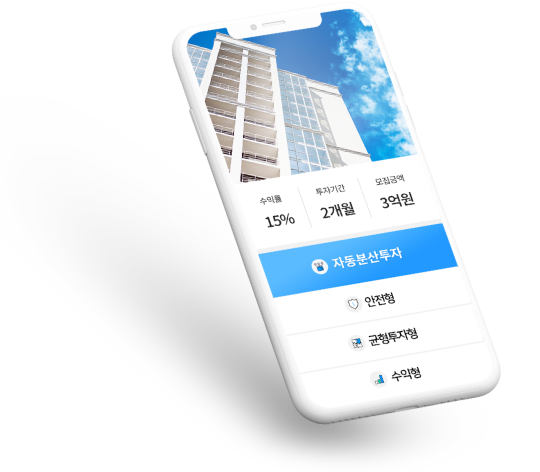 수익률 투자기간 모집금액
15% 2개월 3억원
자동분산투자
안전형
균형투자형
수익형